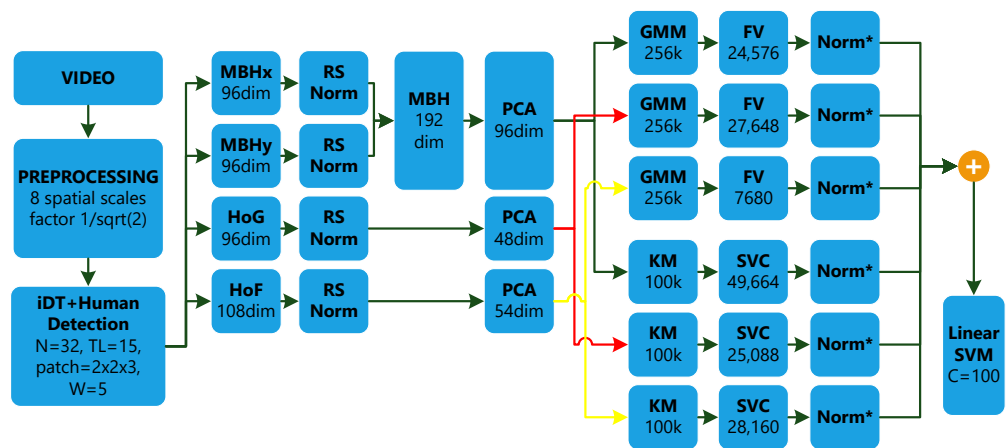 VIDEO
PREPROCESSING
8 spatial scales
factor 1/sqrt(2)
iDT+Human
Detection
N=32, TL=15,
patch=2x2x3,
W=5
MBHx
96dim
RS
Norm
MBHy
96dim
RS
Norm
HoG
96dim
RS
Norm
HoF
108dim
RS
Norm
MBH
192
dim
PCA
96dim
PCA
48dim
PCA
54dim
GMM
256k
FV
24,576
Norm*
GMM
256k
FV
27,648
Norm*
GMM
256k
FV
7680
Norm*
KM
100k
SVC
49,664
Norm*
KM
100k
SVC
25,088
Norm*
KM
100k
SVC
28,160
Norm*
+
Linear
SVM
C=100